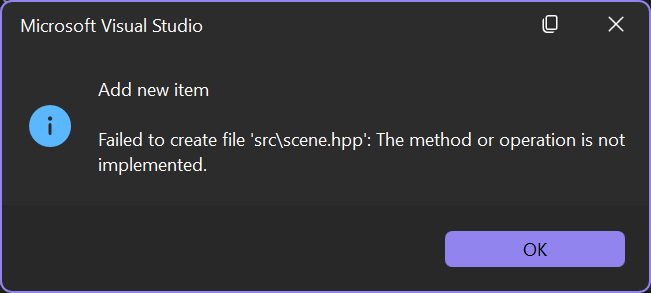 Microsoft Visual Studio
Add new item
Failed to create file 'src\scene.hpp': The method or operation is not
implemented.
OK